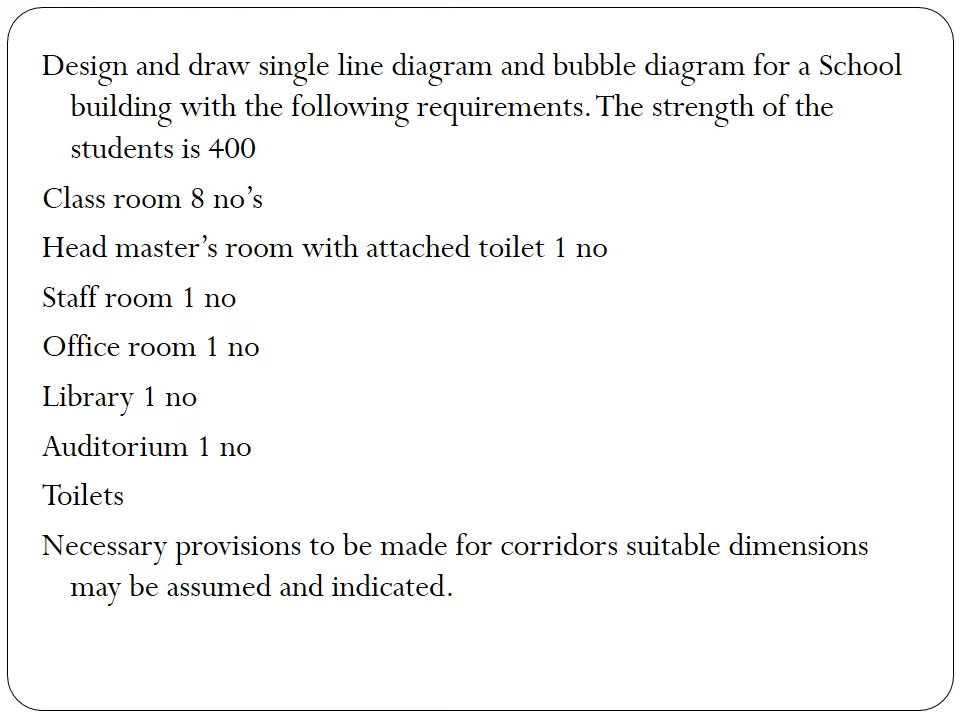 Design and draw single line diagram and bubble diagram for a School
building with the following requirements. The strength of the
students is 400
Class room 8 no’s
Head master’s room with attached toilet 1 no
Staff room 1 no
Office room 1 no
Library 1 no
Auditorium 1 no
Toilets
Necessary provisions to be made for corridors suitable dimensions
may be assumed and indicated.